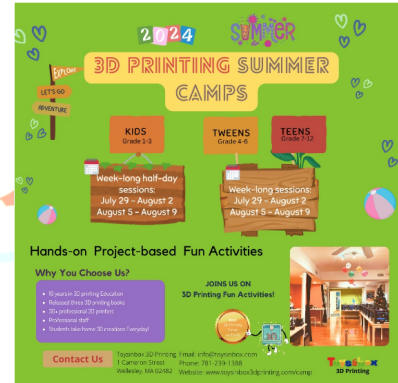 2024 SUMMER
3D PRINTING SUMMER
CAMPS
EXPLORE
LET'S GO
ADVENTURE
KIDS
Grade 1-3
TWEENS
Grade 4-6
TEENS
Grade 7-12
Week-long half-day
sessions:
July 29 - August 2
August 5 - August 9
Week-long sessions:
July 29 - August 2
August 5 - August 9
Hands-on Project-based Fun Activities
Why You Choose Us?
10 years in 3D printing Education
Released three 3D printing books
30+ professional 3D printers
Professional staff
Students take home 3D creations Everyday!
JOINS US ON
3D Printing Fun Activities!
Contact Us
Toysinbox 3D Printing
1 Cameron Street
Wellesley, MA 02482
Email: info@toysinbox.com
Phone: 781-239-1388
Website: www.toysinbox3dprinting.com/camp
Toysinbox
3D Printing